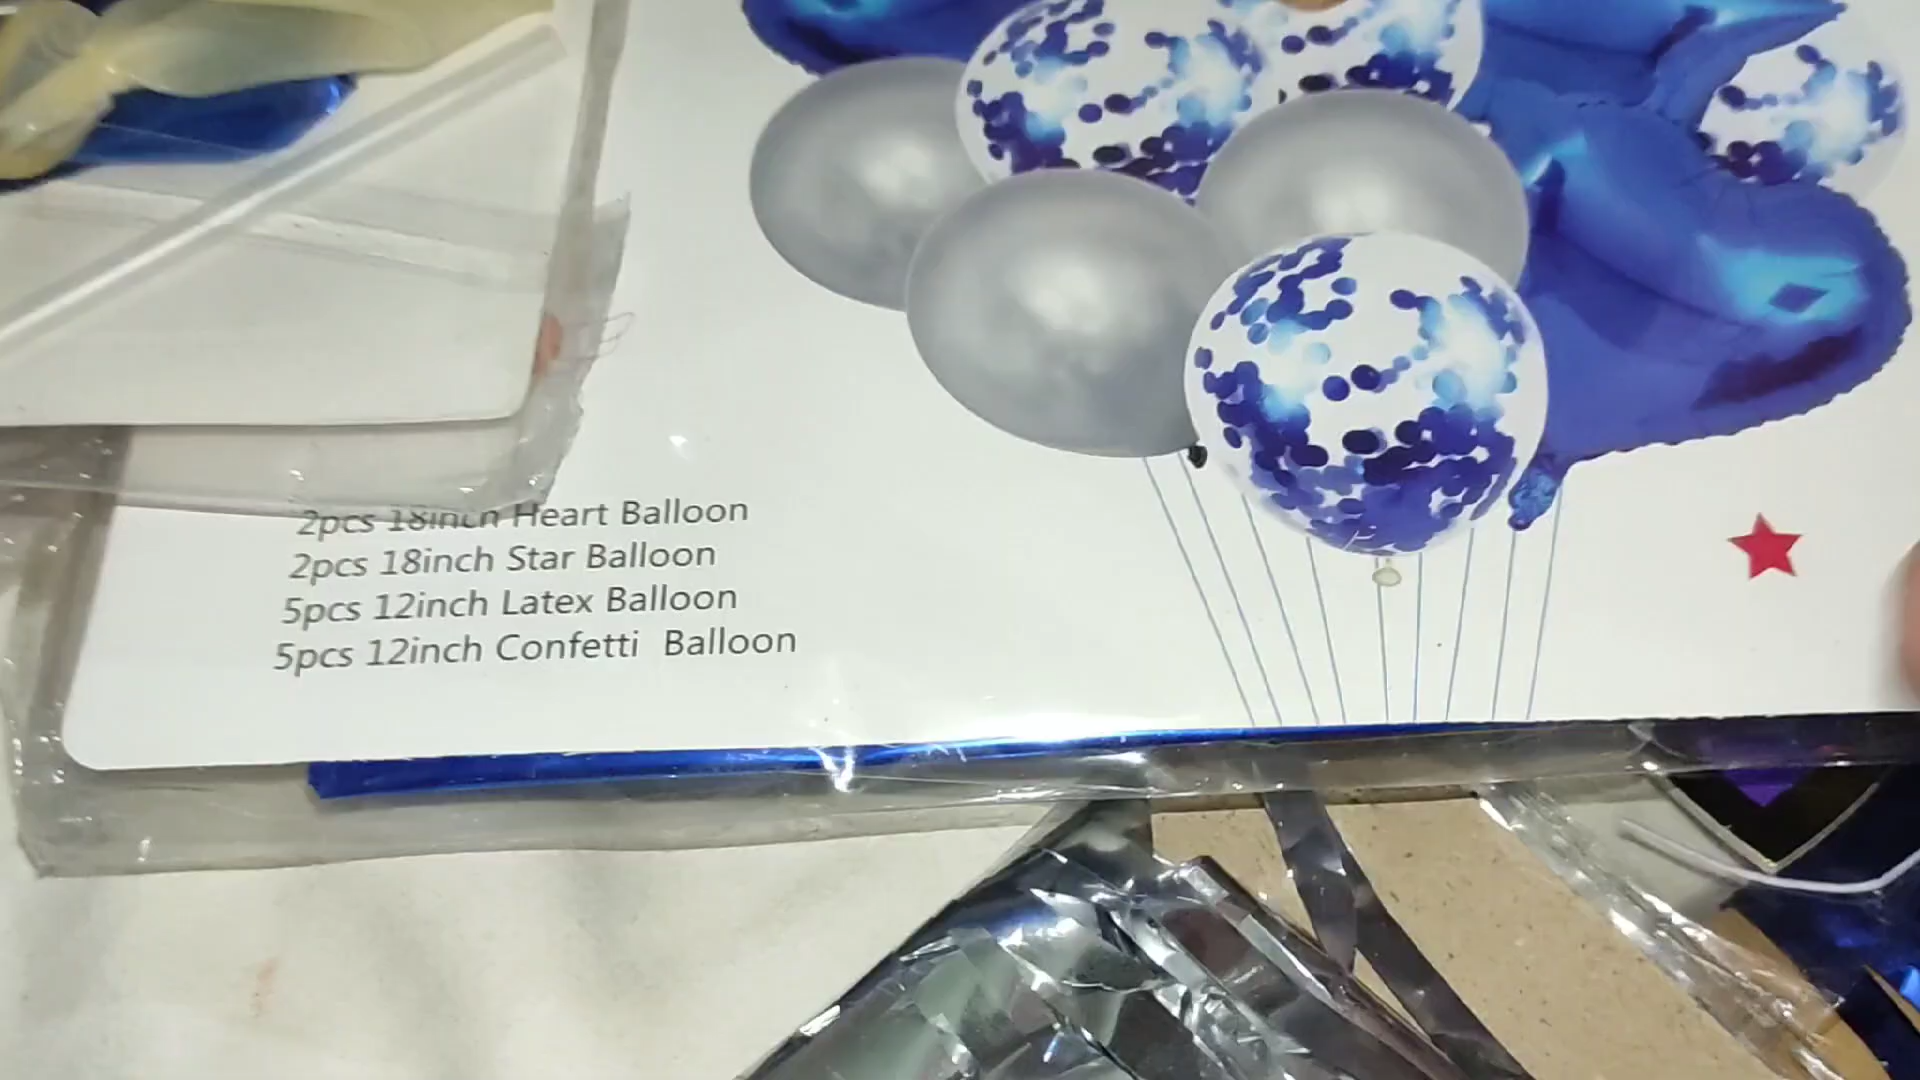 2pcs 18inch Heart Balloon
2pcs 18inch Star Balloon
5pcs 12inch Latex Balloon
5pcs 12inch Confetti Balloon